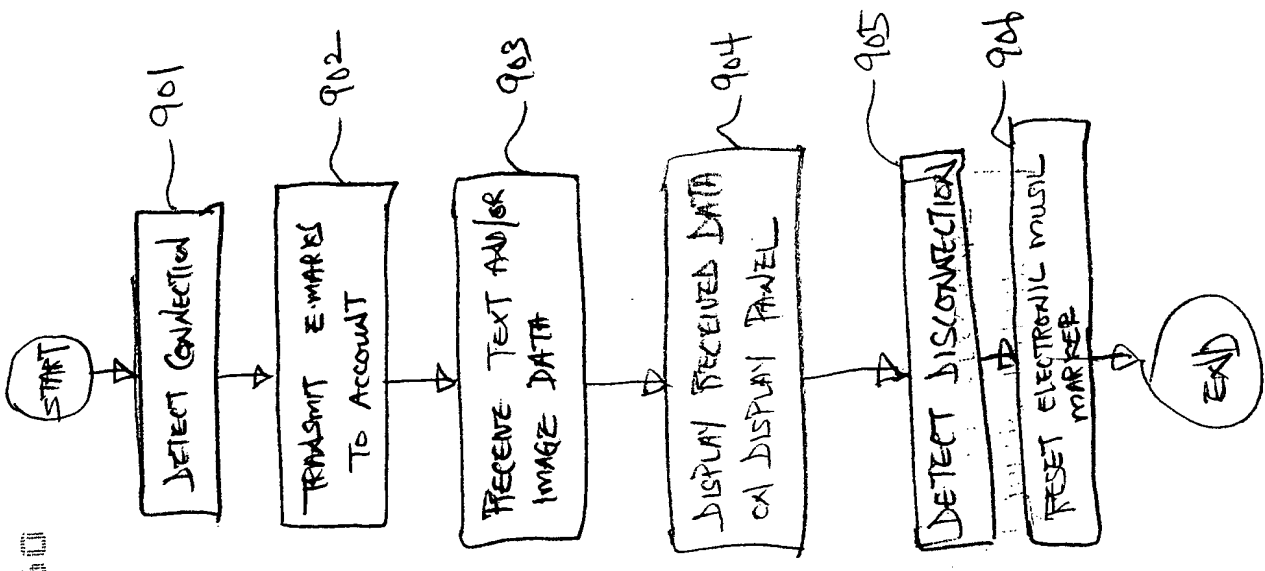 START
DETECT CONNECTION
901
TRANSMIT E-MARKS
TO ACCOUNT
902
RECEIVE TEXT AND/OR
IMAGE DATA
903
DISPLAY RECEIVED DATA
ON DISPLAY PANEL
904
DETECT DISCONNECTION
905
RESET ELECTRONIC MUSIC
MARKER
906
END